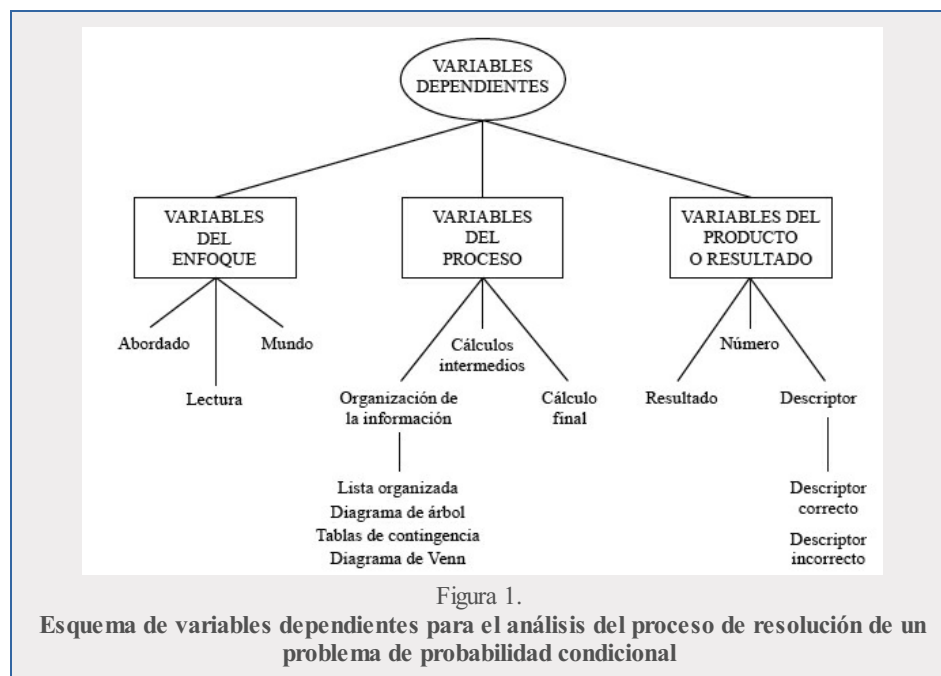 VARIABLES
DEPENDIENTES
VARIABLES
DEL
ENFOQUE
VARIABLES
DEL
PROCESO
VARIABLES DEL
PRODUCTO
O RESULTADO
Abordado
Mundo
Lectura
Cálculos
intermedios
Organización de
la información
Cálculo
final
Número
Resultado
Descriptor
Lista organizada
Diagrama de árbol
Tablas de contingencia
Diagrama de Venn
Descriptor
correcto
Descriptor
incorrecto
Figura 1.
Esquema de variables dependientes para el análisis del proceso de resolución de un
problema de probabilidad condicional